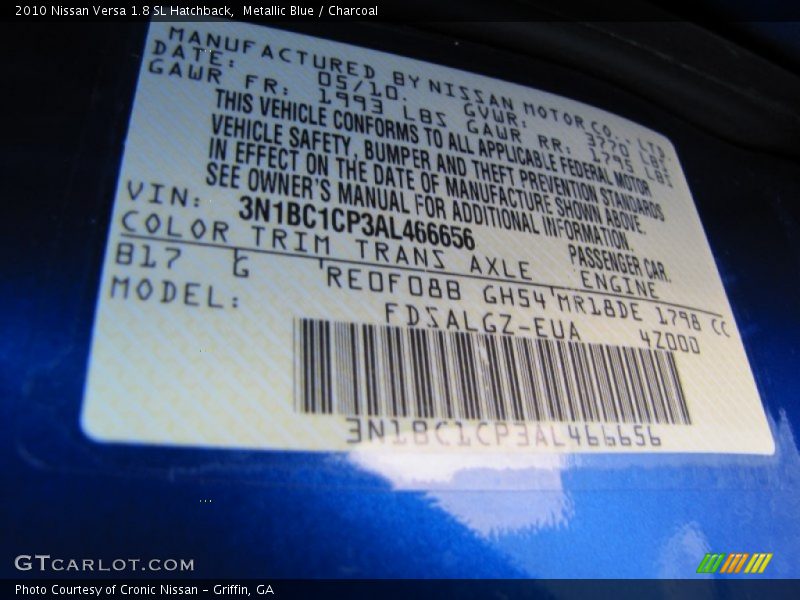 2010 Nissan Versa 1.8 SL Hatchback, Metallic Blue / Charcoal
MANUFACTURED BY NISSAN MOTOR CO., LTD.
DATE: 05/10. GVWR: 3770 LBS
GAWR FR: 1993 LBS GAWR RR: 1795 LBS
THIS VEHICLE CONFORMS TO ALL APPLICABLE FEDERAL MOTOR
VEHICLE SAFETY, BUMPER AND THEFT PREVENTION STANDARDS
IN EFFECT ON THE DATE OF MANUFACTURE SHOWN ABOVE.
SEE OWNER'S MANUAL FOR ADDITIONAL INFORMATION.
VIN: 3N1BC1CP3AL466656 PASSENGER CAR.
COLOR TRIM TRANS AXLE ENGINE
B17 G RE0F08B GH54 MR18DE 1798 CC
MODEL: FDSALGZ-EUA 4Z000
3N1BC1CP3AL466656
GTCARLOT.COM
Photo Courtesy of Cronic Nissan - Griffin, GA